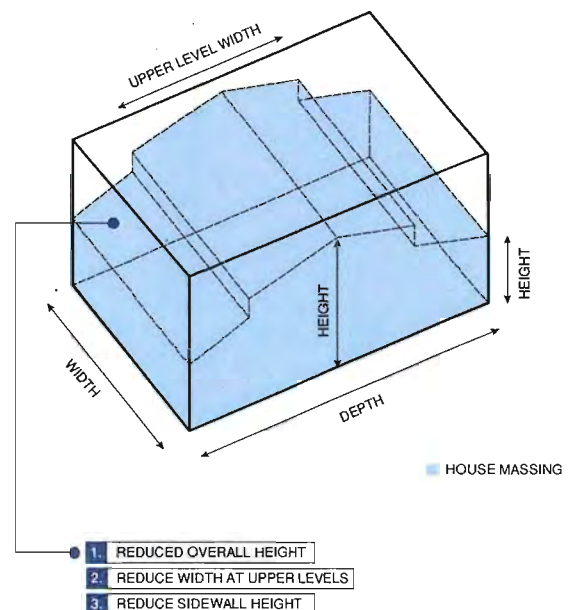 UPPER LEVEL WIDTH
HEIGHT
HEIGHT
WIDTH
DEPTH
HOUSE MASSING
1. REDUCED OVERALL HEIGHT
2. REDUCE WIDTH AT UPPER LEVELS
3. REDUCE SIDEWALL HEIGHT